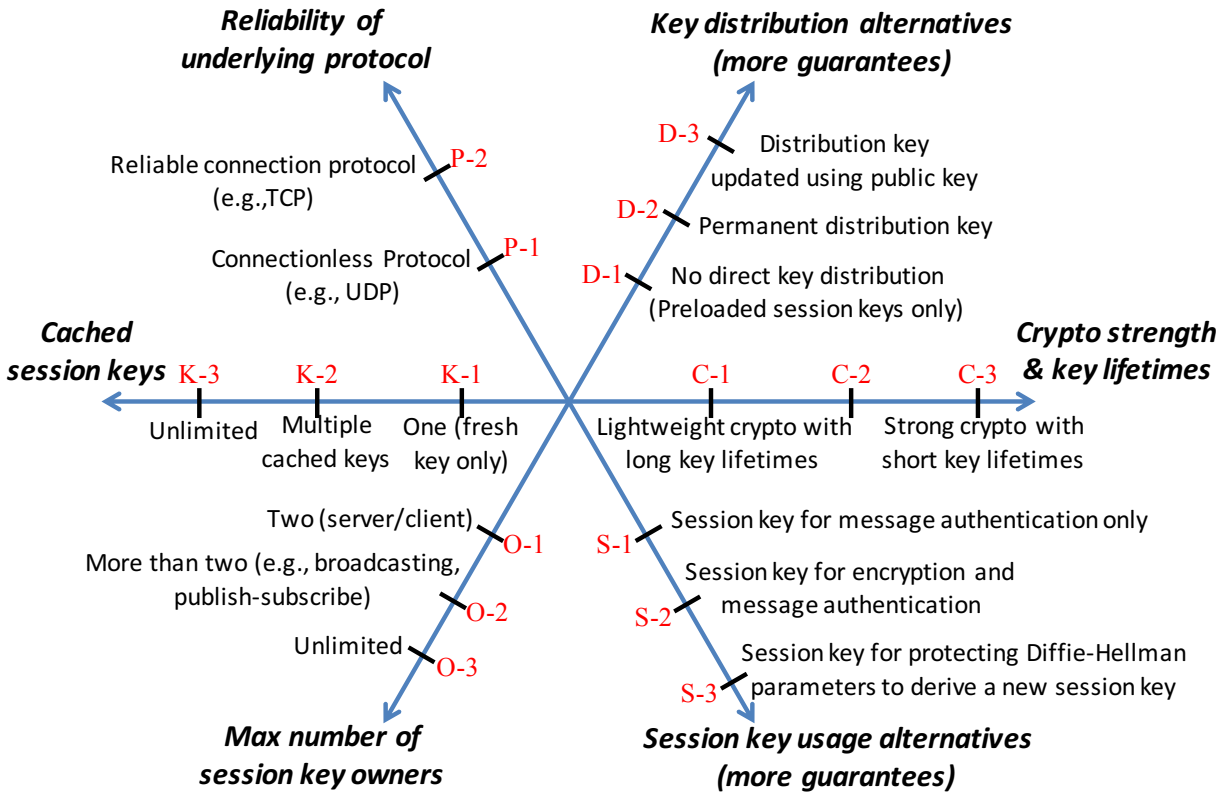 Reliability of
underlying protocol
Key distribution alternatives
(more guarantees)
P-2
Reliable connection protocol
(e.g.,TCP)
P-1
Connectionless Protocol
(e.g., UDP)
D-3
Distribution key
updated using public key
D-2
Permanent distribution key
D-1
No direct key distribution
(Preloaded session keys only)
Cached
session keys
K-3
Unlimited
K-2
Multiple
cached keys
K-1
One (fresh
key only)
Crypto strength
& key lifetimes
C-1
Lightweight crypto with
long key lifetimes
C-2
C-3
Strong crypto with
short key lifetimes
Two (server/client)
O-1
More than two (e.g., broadcasting,
publish-subscribe)
O-2
Unlimited
O-3
Max number of
session key owners
S-1
Session key for message authentication only
S-2
Session key for encryption and
message authentication
S-3
Session key for protecting Diffie-Hellman
parameters to derive a new session key
Session key usage alternatives
(more guarantees)